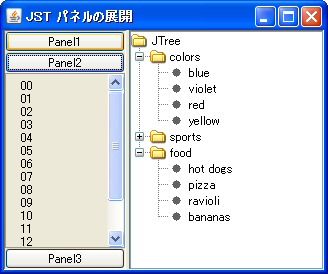 JST パネルの展開
Panel1
Panel2
00
01
02
03
04
05
06
07
08
09
10
11
12
Panel3
JTree
colors
blue
violet
red
yellow
sports
food
hot dogs
pizza
ravioli
bananas